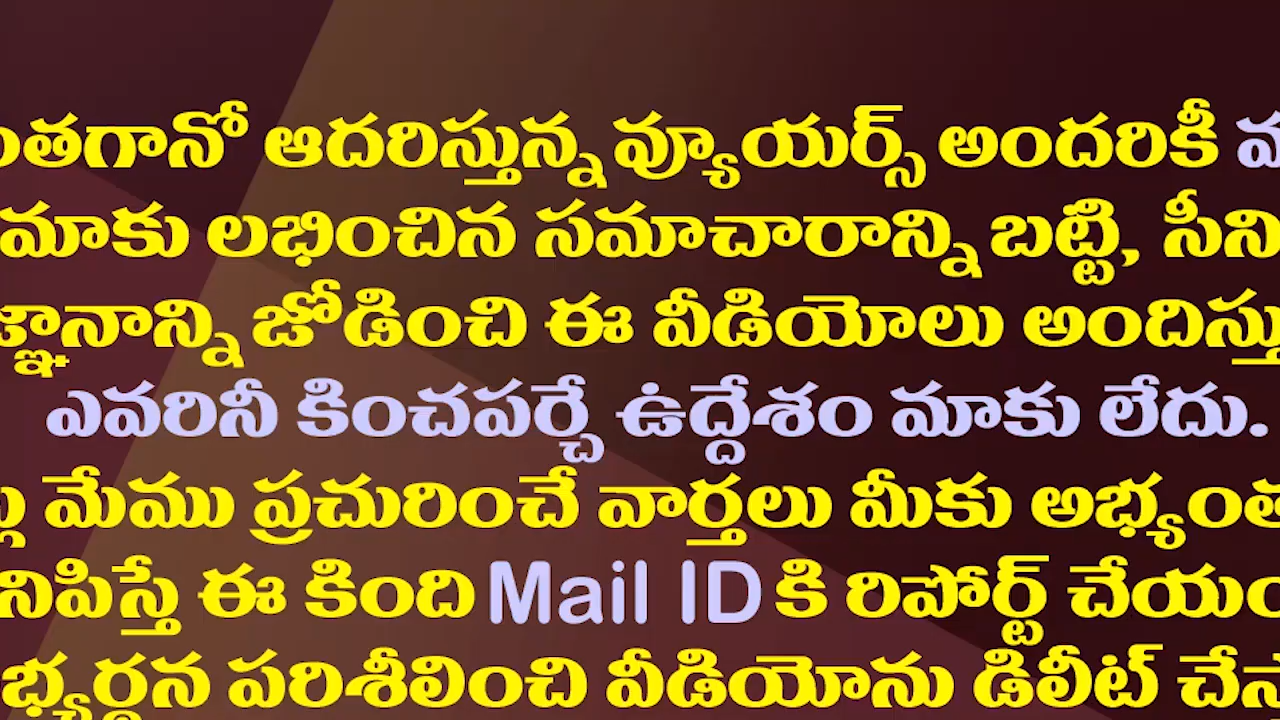 ంతగానో ఆదరిస్తున్న వ్యూయర్స్ అందరికీ
మాకు లభించిన సమాచారాన్ని బట్టి, సీని
జ్ఞానాన్ని జోడించి ఈ వీడియోలు అందిస్తు
ఎవరినీ కించపర్చే ఉద్దేశం మాకు లేదు.
మేము ప్రచురించే వార్తలు మీకు అభ్యంత
నిపిస్తే ఈ కింది Mail ID కి రిపోర్ట్ చేయం
భ్యర్థన పరిశీలించి వీడియోను డిలీట్ చేస